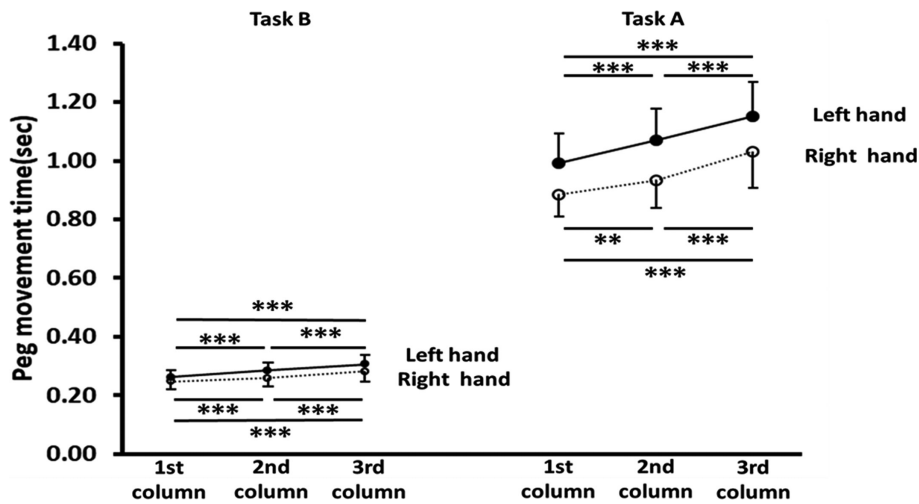 Task B
Task A
Peg movement time(sec)
1.40
1.20
1.00
0.80
0.60
0.40
0.20
0.00
***
*** ***
Left hand
Right hand
** ***
***
***
*** ***
Left hand
Right hand
*** ***
***
1st column
2nd column
3rd column
1st column
2nd column
3rd column